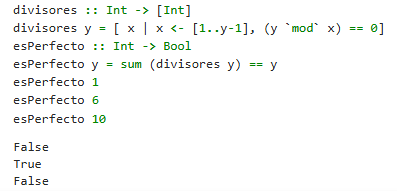 divisores :: Int -> [Int]
divisores y = [ x | x <- [1..y-1], (y `mod` x) == 0]
esPerfecto :: Int -> Bool
esPerfecto y = sum (divisores y) == y
esPerfecto 1
esPerfecto 6
esPerfecto 10
False
True
False